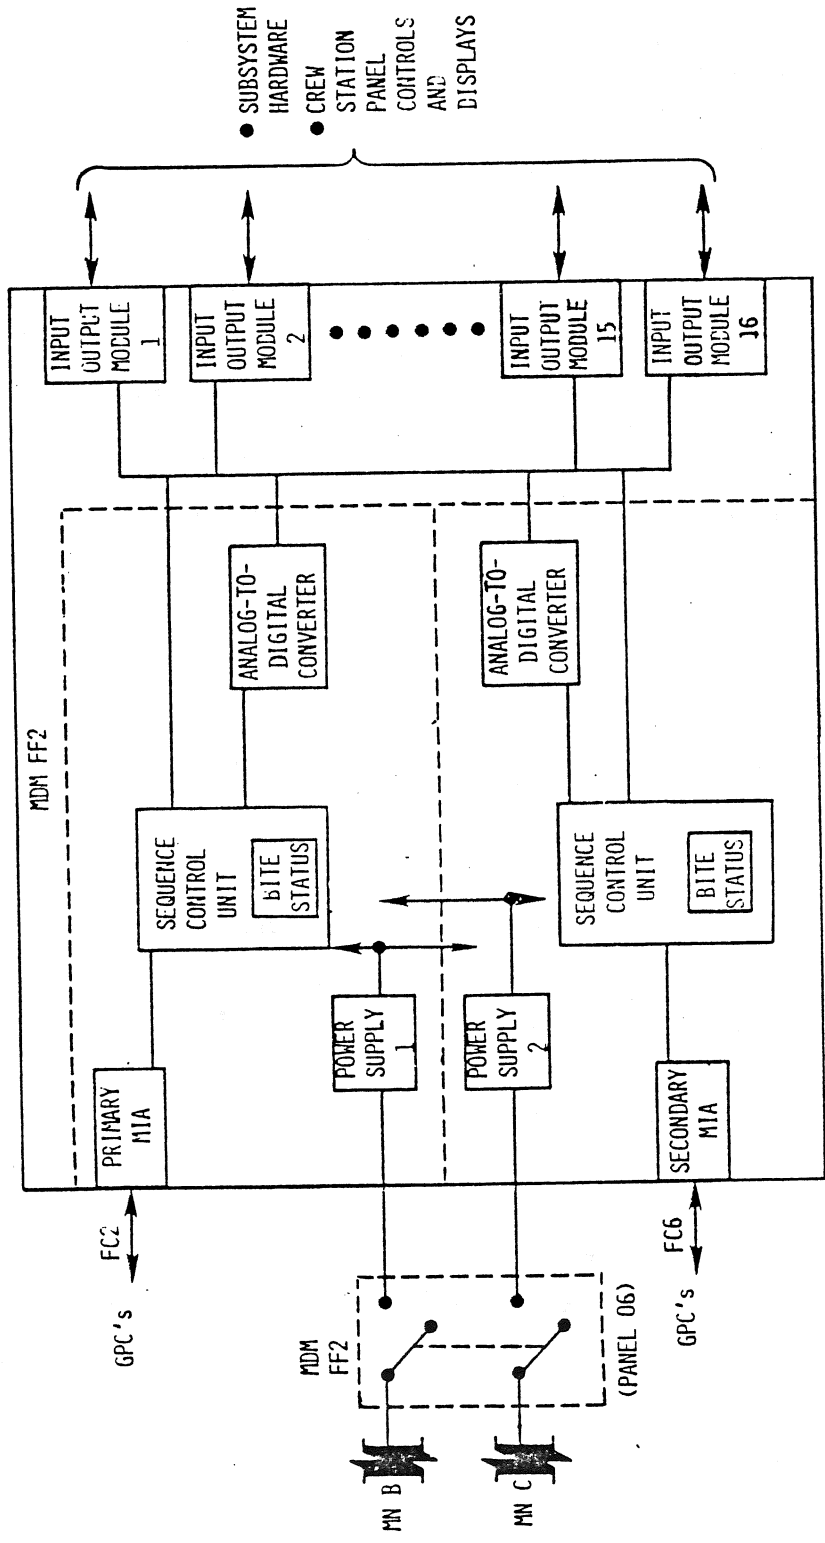 MDM FF2
GPC's
FC2
PRIMARY
MIA
SEQUENCE
CONTROL
UNIT
BITE
STATUS
ANALOG-TO-
DIGITAL
CONVERTER
INPUT
OUTPUT
MODULE
1
INPUT
OUTPUT
MODULE
2
INPUT
OUTPUT
MODULE
15
INPUT
OUTPUT
MODULE
16
● SUBSYSTEM
HARDWARE
● CREW
STATION
PANEL
CONTROLS
AND
DISPLAYS
MDM
FF2
MN B
MN C
(PANEL O6)
POWER
SUPPLY
1
POWER
SUPPLY
2
ANALOG-TO-
DIGITAL
CONVERTER
SEQUENCE
CONTROL
UNIT
BITE
STATUS
SECONDARY
MIA
FC6
GPC's